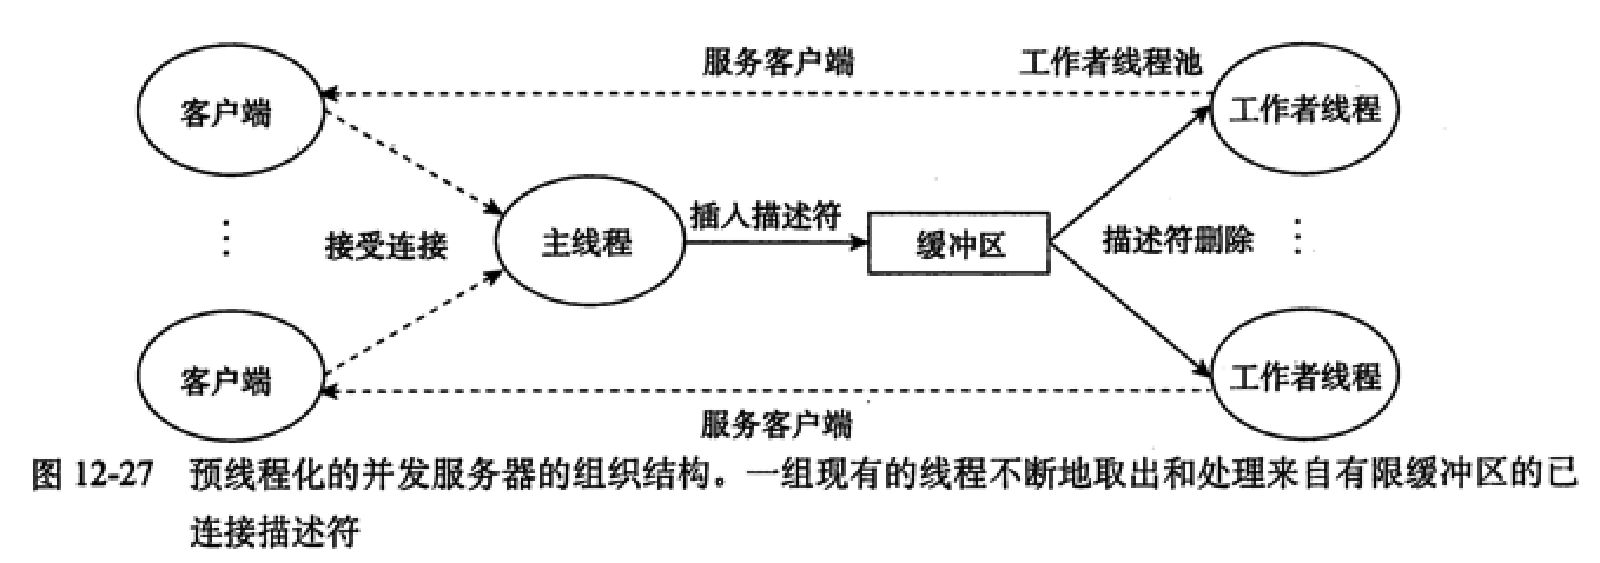 服务客户端
工作者线程池
客户端
工作者线程
插入描述符
接受连接
主线程
缓冲区
描述符删除
客户端
工作者线程
服务客户端
图 12-27 预线程化的并发服务器的组织结构。一组现有的线程不断地取出和处理来自有限缓冲区的已
连接描述符